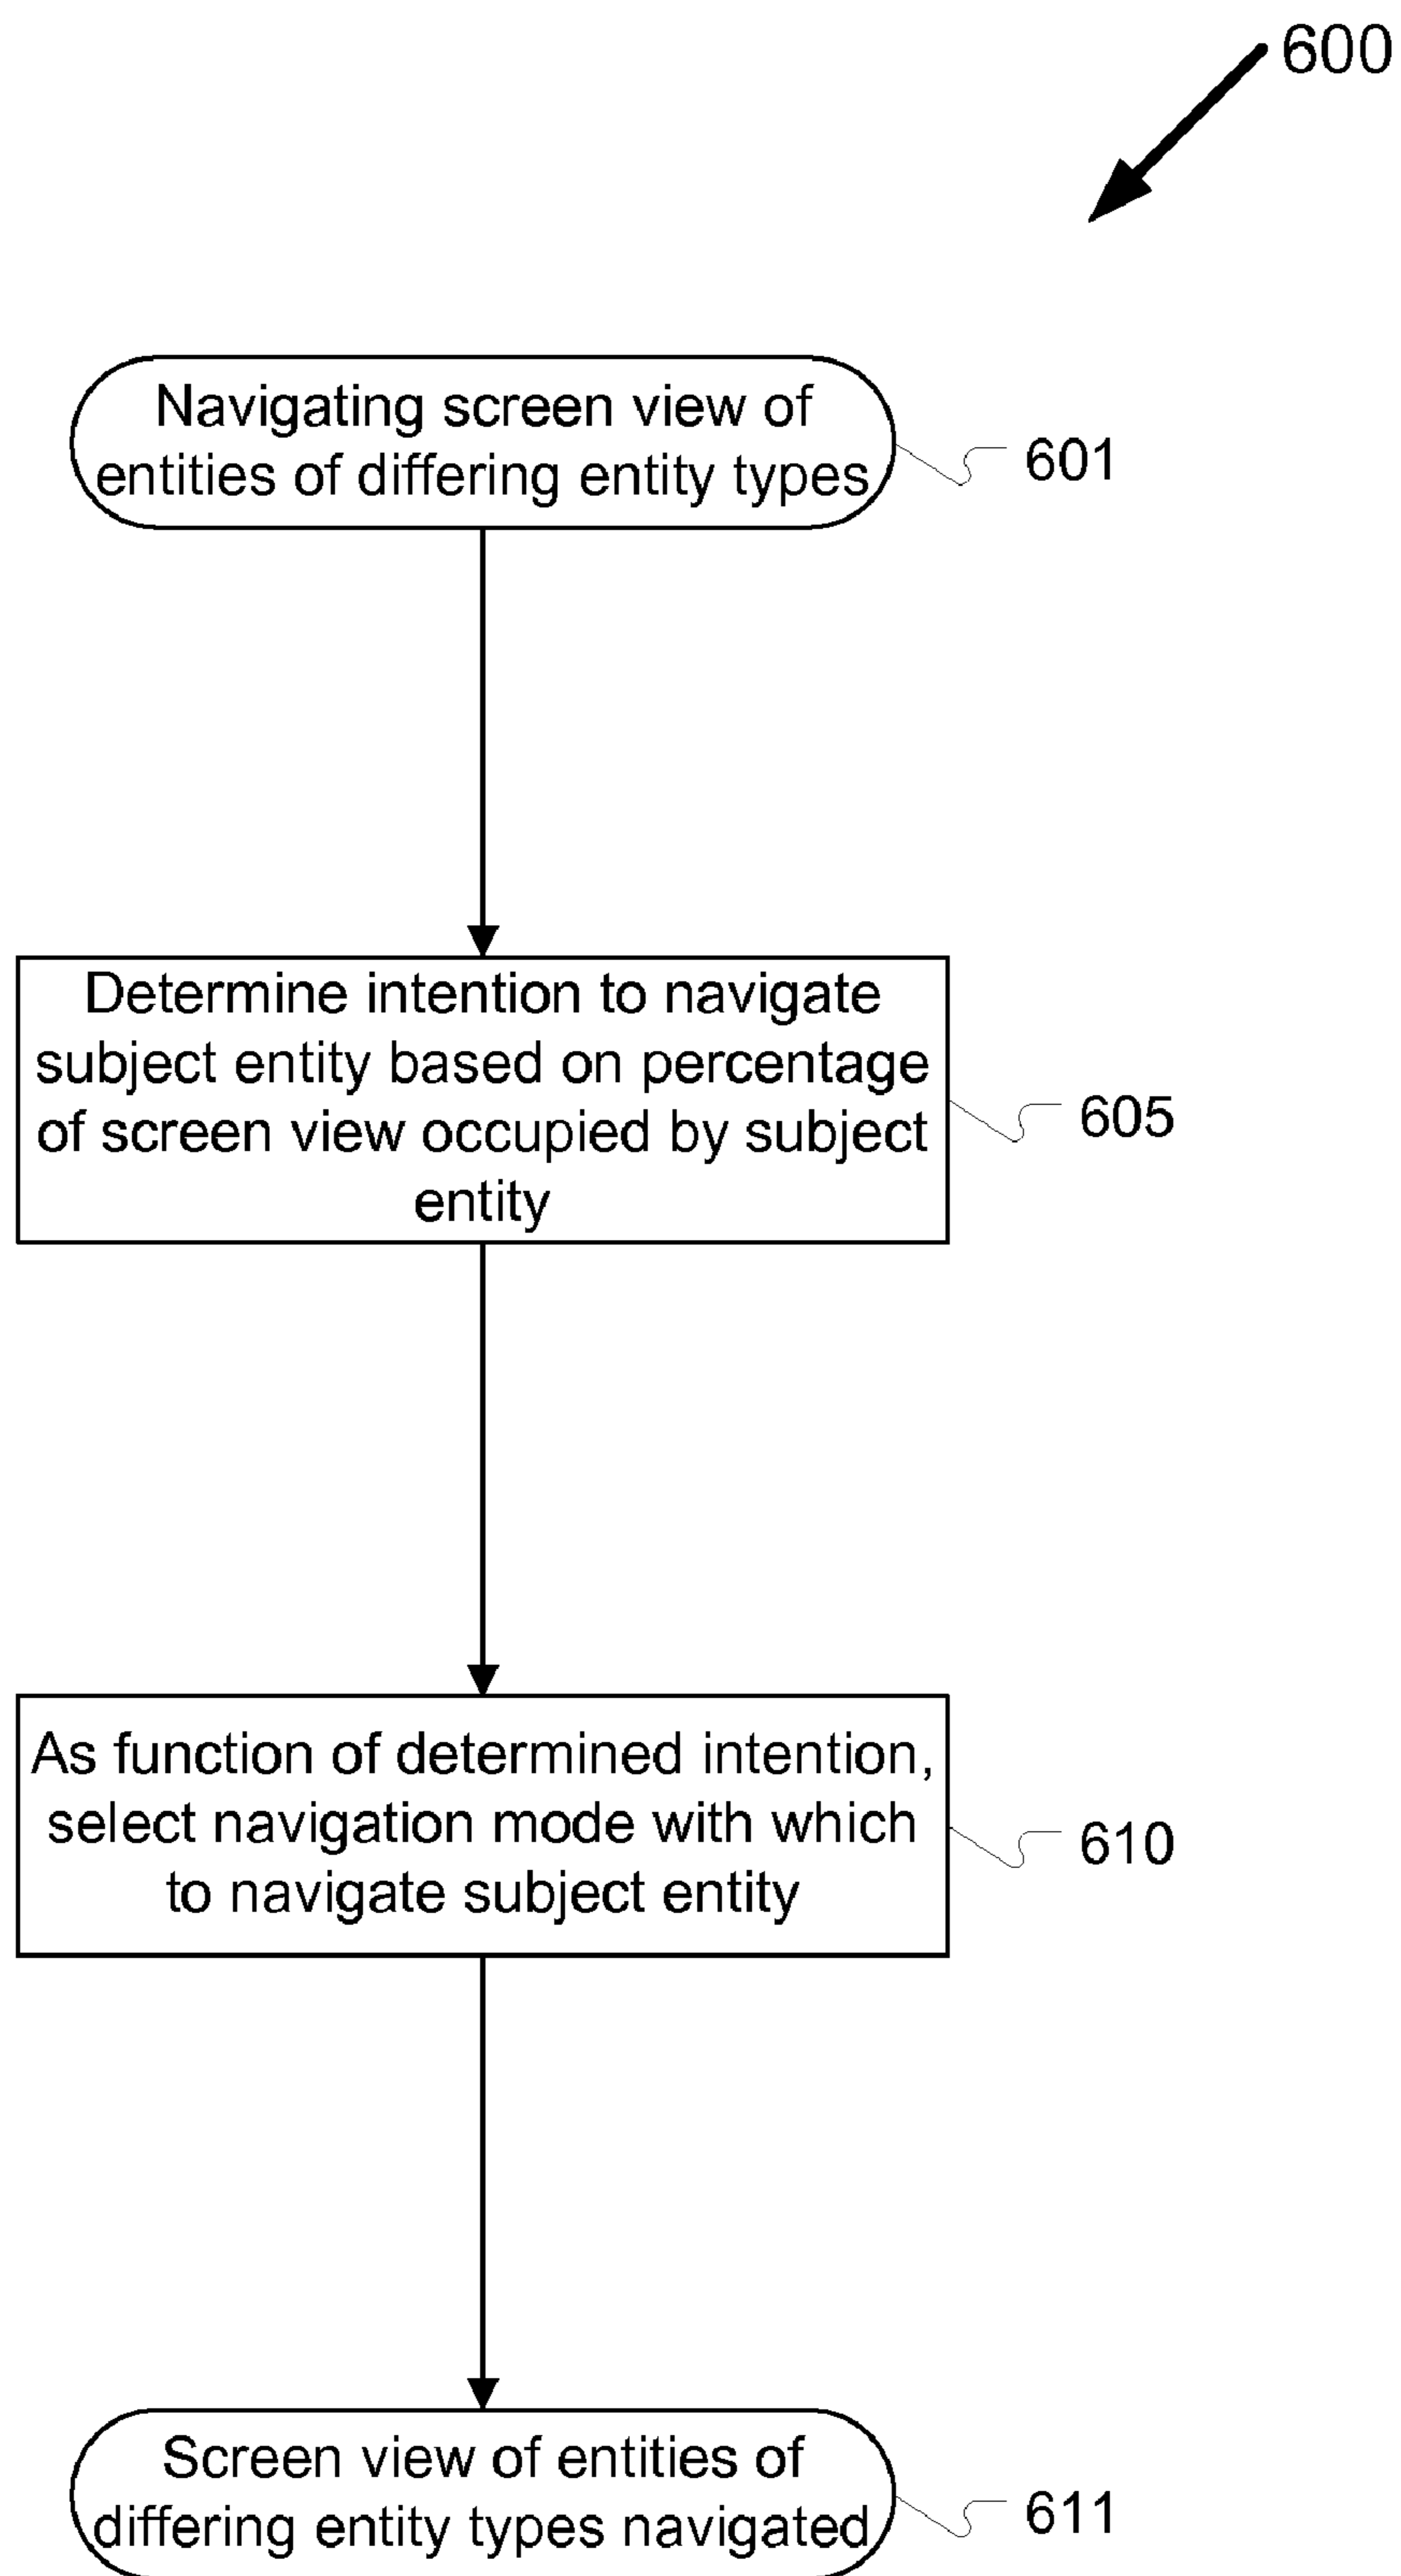 600
Navigating screen view of
entities of differing entity types
601
Determine intention to navigate
subject entity based on percentage
of screen view occupied by subject
entity
605
As function of determined intention,
select navigation mode with which
to navigate subject entity
610
Screen view of entities of
differing entity types navigated
611